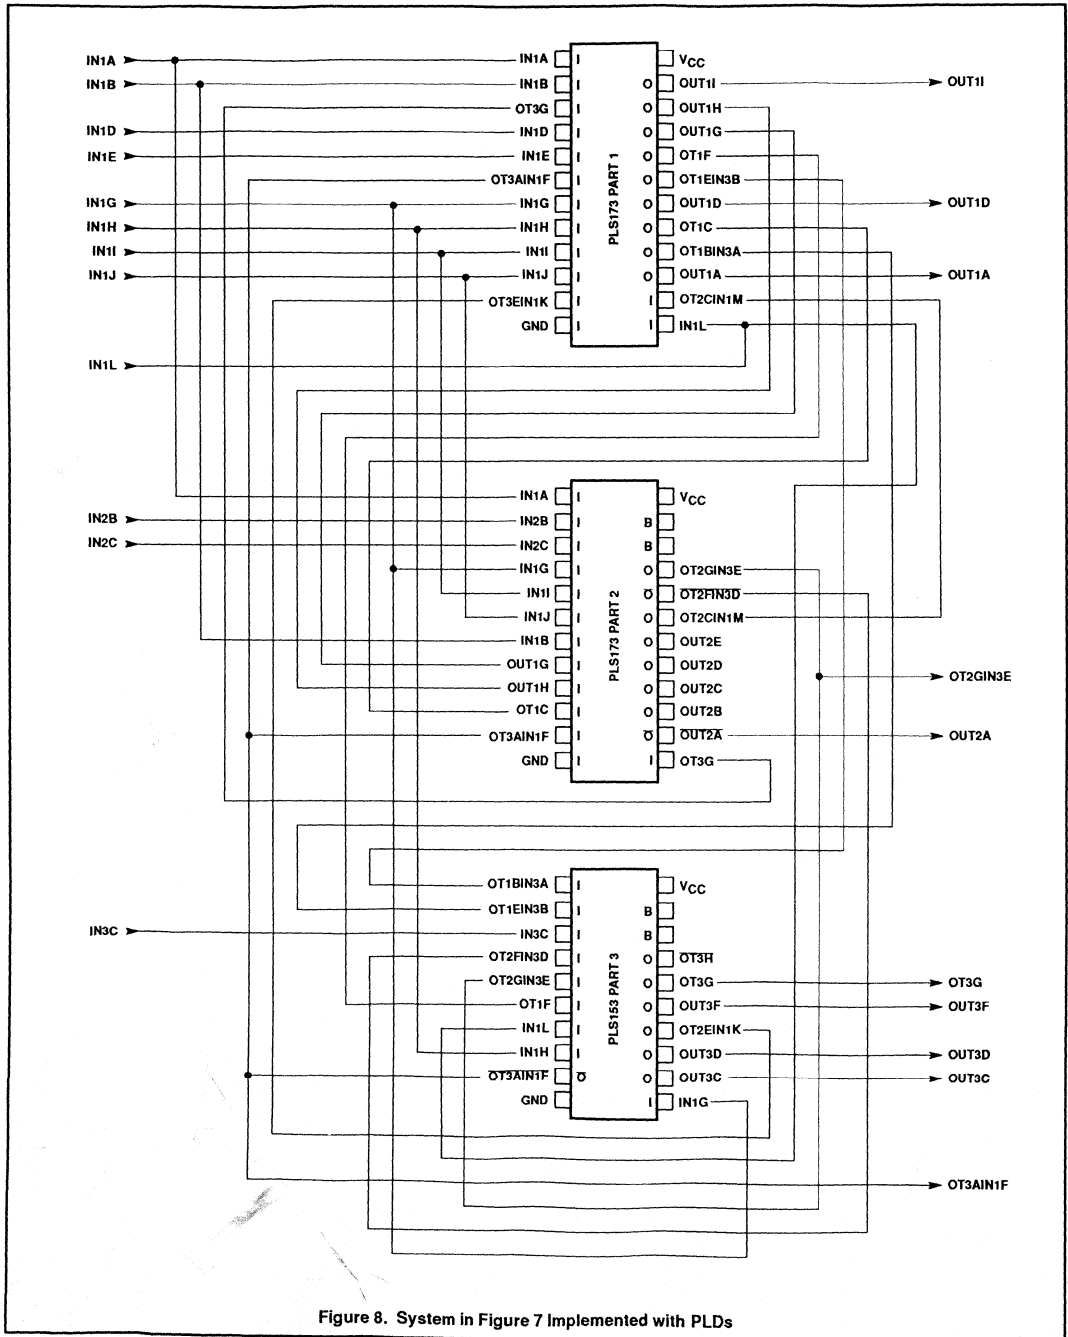 IN1A IN1A I VCC
IN1B IN1B I O OUT1I OUT1I
OT3G I O OUT1H
IN1D IN1D I O OUT1G
IN1E IN1E I O OT1F
OT3AIN1F I O OT1EIN3B
IN1G IN1G I O OUT1D OUT1D
IN1H IN1H I O OT1C
IN1I IN1I I O OT1BIN3A
IN1J IN1J I O OUT1A OUT1A
OT3EIN1K I I OT2CIN1M
GND I I IN1L
PLS173 PART 1
IN1L
IN1A I VCC
IN2B IN2B I B
IN2C IN2C I B
IN1G I O OT2GIN3E
IN1I I O OT2FIN3D
IN1J I O OT2CIN1M
IN1B I O OUT2E
OUT1G I O OUT2D OT2GIN3E
OUT1H I O OUT2C
OT1C I O OUT2B
OT3AIN1F I O OUT2A OUT2A
GND I I OT3G
PLS173 PART 2
OT1BIN3A I VCC
OT1EIN3B I B
IN3C IN3C I B
OT2FIN3D I O OT3H
OT2GIN3E I O OT3G OT3G
OT1F I O OUT3F OUT3F
IN1L I O OT2EIN1K
IN1H I O OUT3D OUT3D
OT3AIN1F O O OUT3C OUT3C
GND I IN1G
PLS153 PART 3
OT3AIN1F
Figure 8. System in Figure 7 Implemented with PLDs